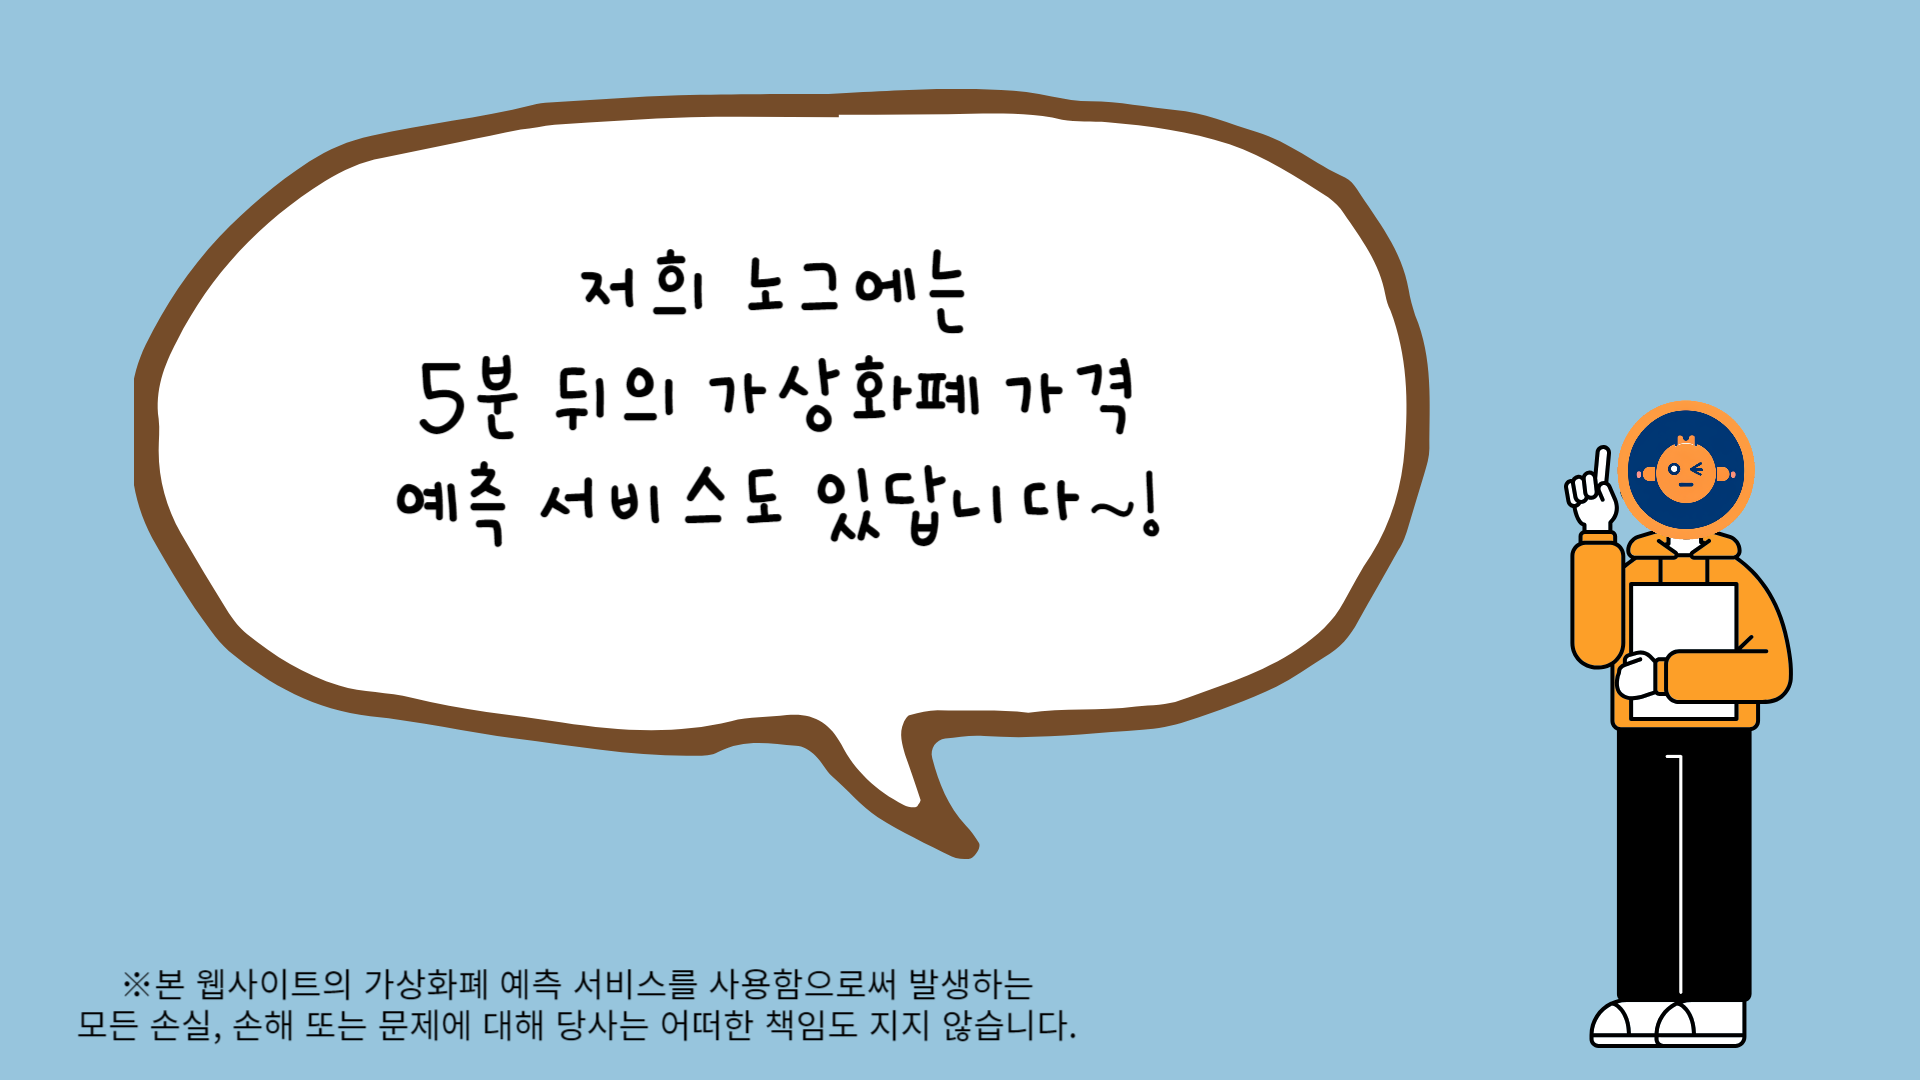 저희 노그에는
5분 뒤의 가상화폐 가격
예측 서비스도 있답니다~!
※본 웹사이트의 가상화폐 예측 서비스를 사용함으로써 발생하는
모든 손실, 손해 또는 문제에 대해 당사는 어떠한 책임도 지지 않습니다.